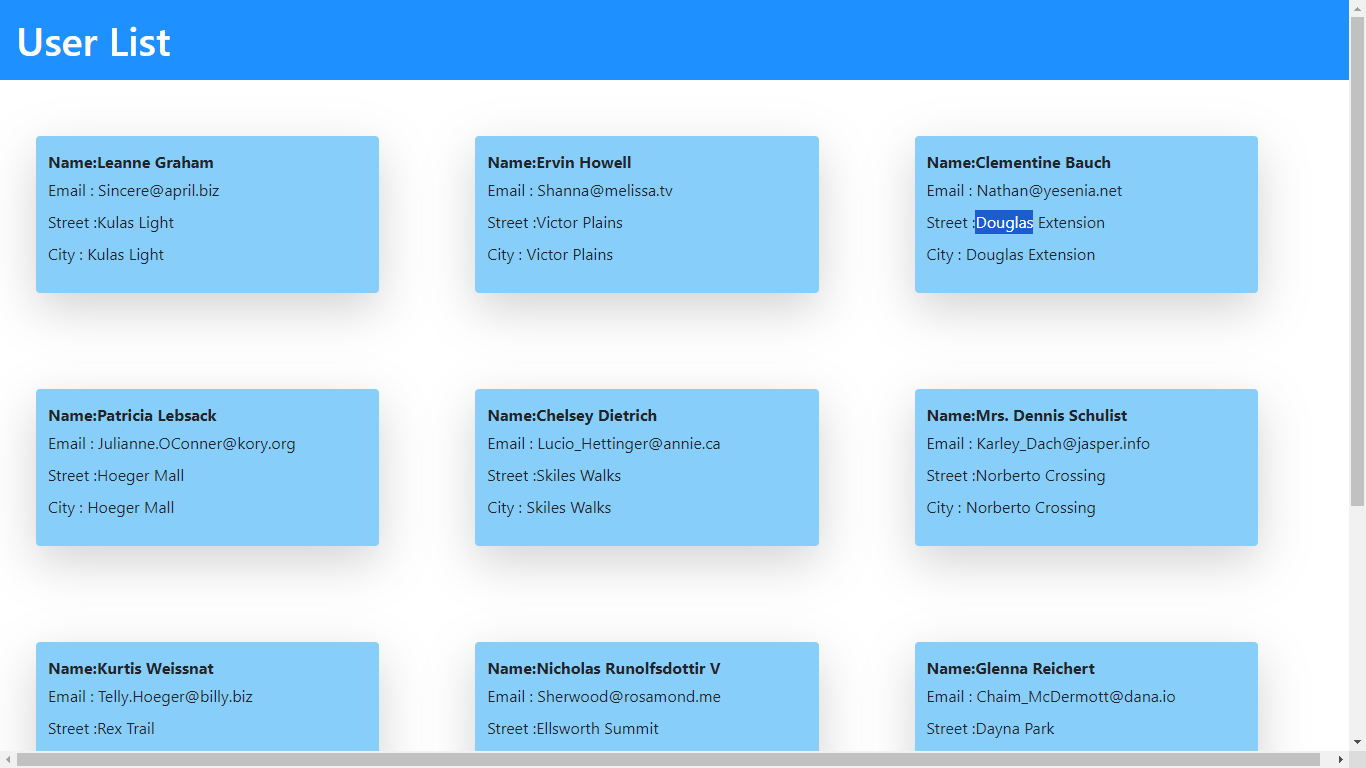 User List
Name:Leanne Graham
Email : Sincere@april.biz
Street :Kulas Light
City : Kulas Light
Name:Ervin Howell
Email : Shanna@melissa.tv
Street :Victor Plains
City : Victor Plains
Name:Clementine Bauch
Email : Nathan@yesenia.net
Street :Douglas Extension
City : Douglas Extension
Name:Patricia Lebsack
Email : Julianne.OConner@kory.org
Street :Hoeger Mall
City : Hoeger Mall
Name:Chelsey Dietrich
Email : Lucio_Hettinger@annie.ca
Street :Skiles Walks
City : Skiles Walks
Name:Mrs. Dennis Schulist
Email : Karley_Dach@jasper.info
Street :Norberto Crossing
City : Norberto Crossing
Name:Kurtis Weissnat
Email : Telly.Hoeger@billy.biz
Street :Rex Trail
Name:Nicholas Runolfsdottir V
Email : Sherwood@rosamond.me
Street :Ellsworth Summit
Name:Glenna Reichert
Email : Chaim_McDermott@dana.io
Street :Dayna Park